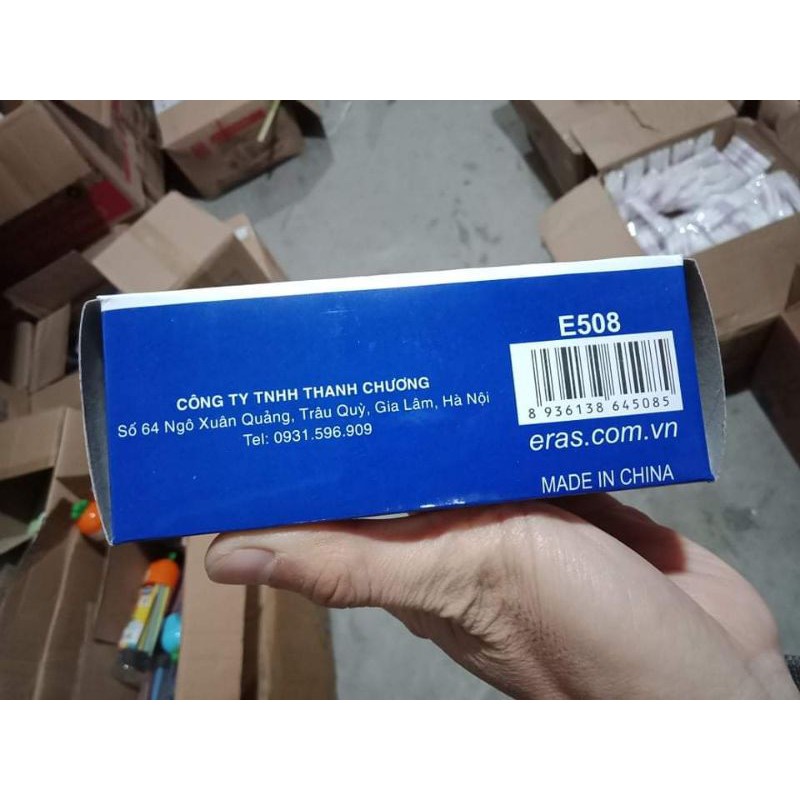 E508
CÔNG TY TNHH THANH CHƯƠNG
Số 64 Ngô Xuân Quảng, Trâu Quỳ, Gia Lâm, Hà Nội
Tel: 0931.596.909
8 936138 645085
eras.com.vn
MADE IN CHINA